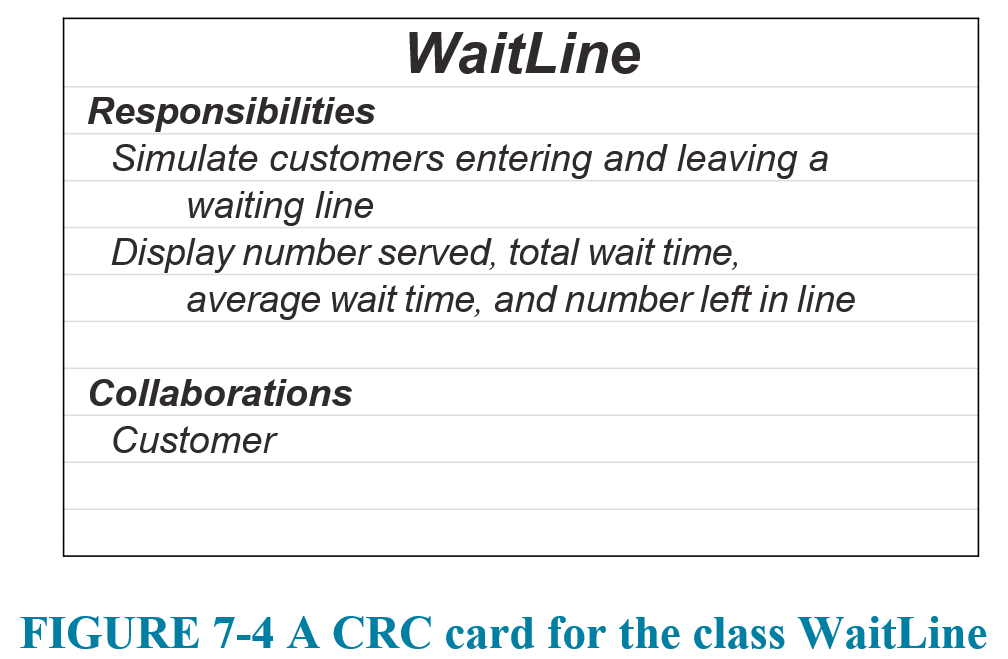 WaitLine
Responsibilities
Simulate customers entering and leaving a
waiting line
Display number served, total wait time,
average wait time, and number left in line
Collaborations
Customer
FIGURE 7-4 A CRC card for the class WaitLine